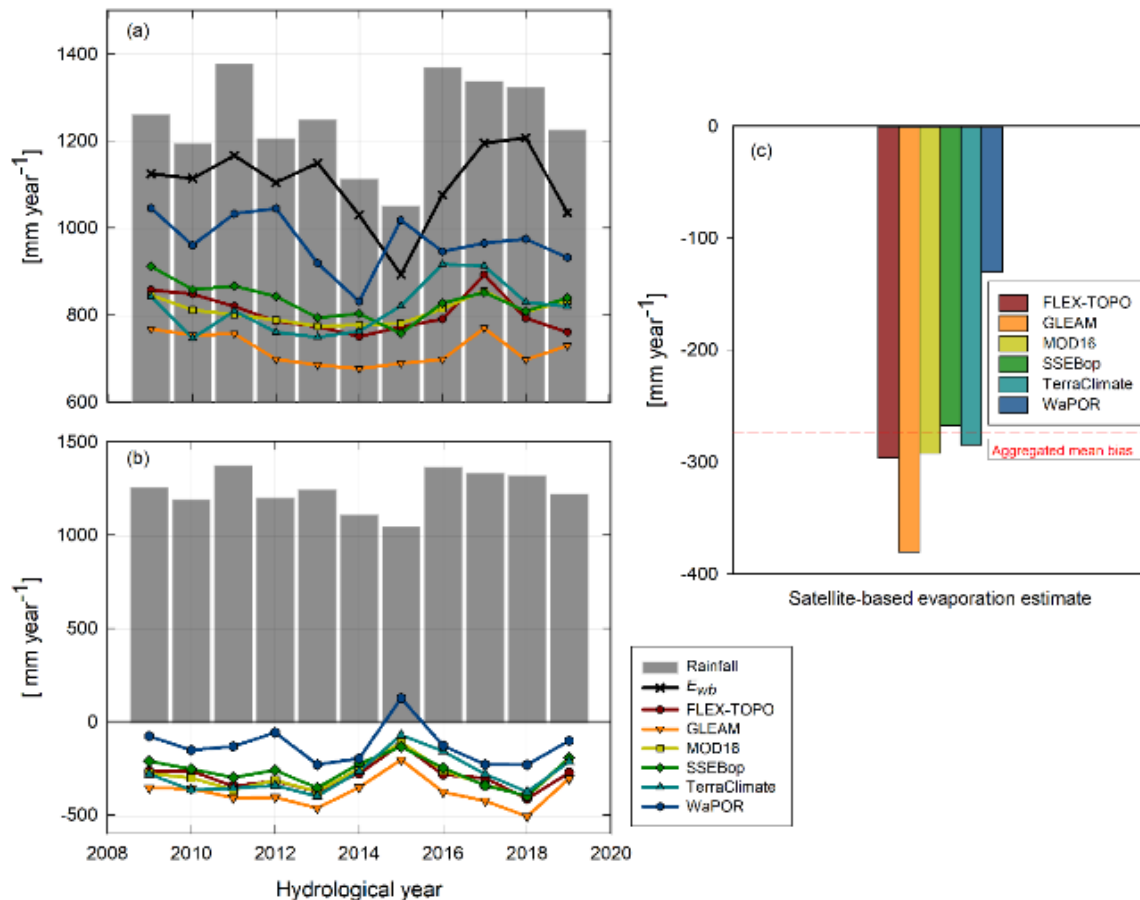 (a)
1400
1200
1000
800
600
[mm year⁻¹]
(b)
1500
1000
500
0
-500
[ mm year⁻¹]
2008 2010 2012 2014 2016 2018 2020
Hydrological year
Rainfall
E_wb
FLEX-TOPO
GLEAM
MOD16
SSEBop
TerraClimate
WaPOR
(c)
0
-100
-200
-300
-400
[mm year⁻¹]
FLEX-TOPO
GLEAM
MOD16
SSEBop
TerraClimate
WaPOR
Aggregated mean bias
Satellite-based evaporation estimate